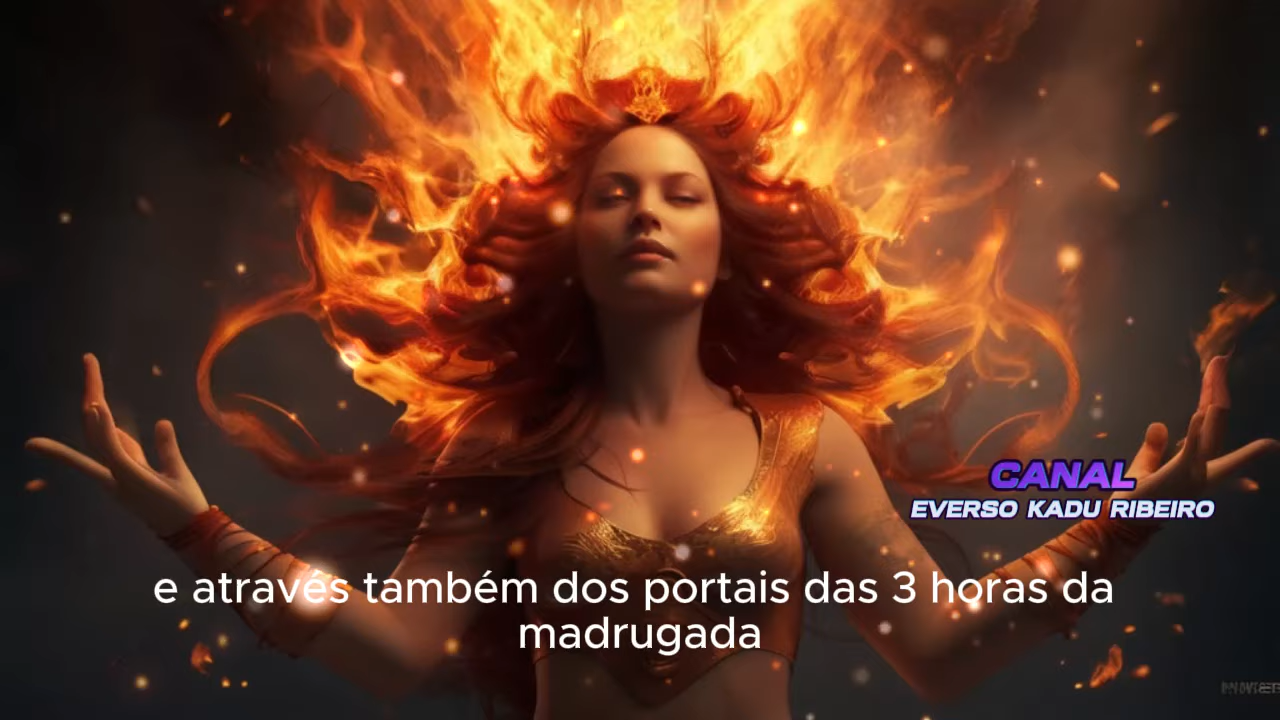 CANAL
EVERSO KADU RIBEIRO
e através também dos portais das 3 horas da
madrugada